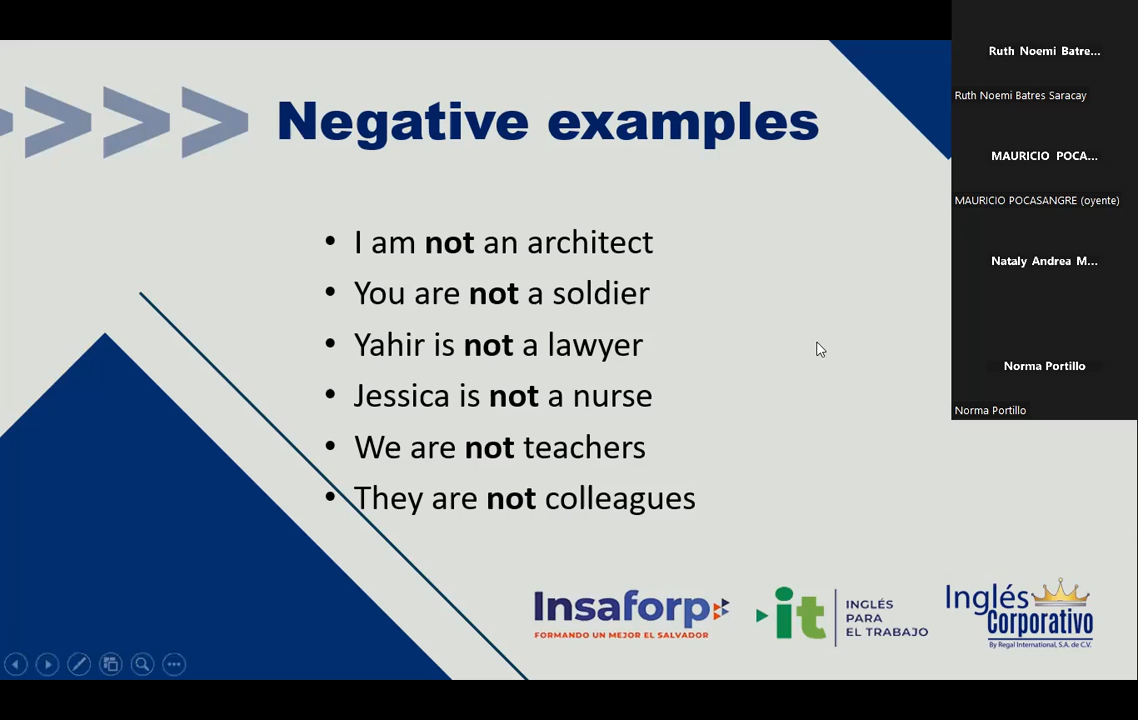 Negative examples
• I am not an architect
• You are not a soldier
• Yahir is not a lawyer
• Jessica is not a nurse
• We are not teachers
• They are not colleagues
Insaforp
FORMANDO UN MEJOR EL SALVADOR
it
INGLÉS
PARA
EL TRABAJO
Inglés
Corporativo
By Regal International, S.A. de C.V.
Ruth Noemi Batre...
Ruth Noemi Batres Saracay
MAURICIO POCA...
MAURICIO POCASANGRE (oyente)
Nataly Andrea M...
Norma Portillo
Norma Portillo